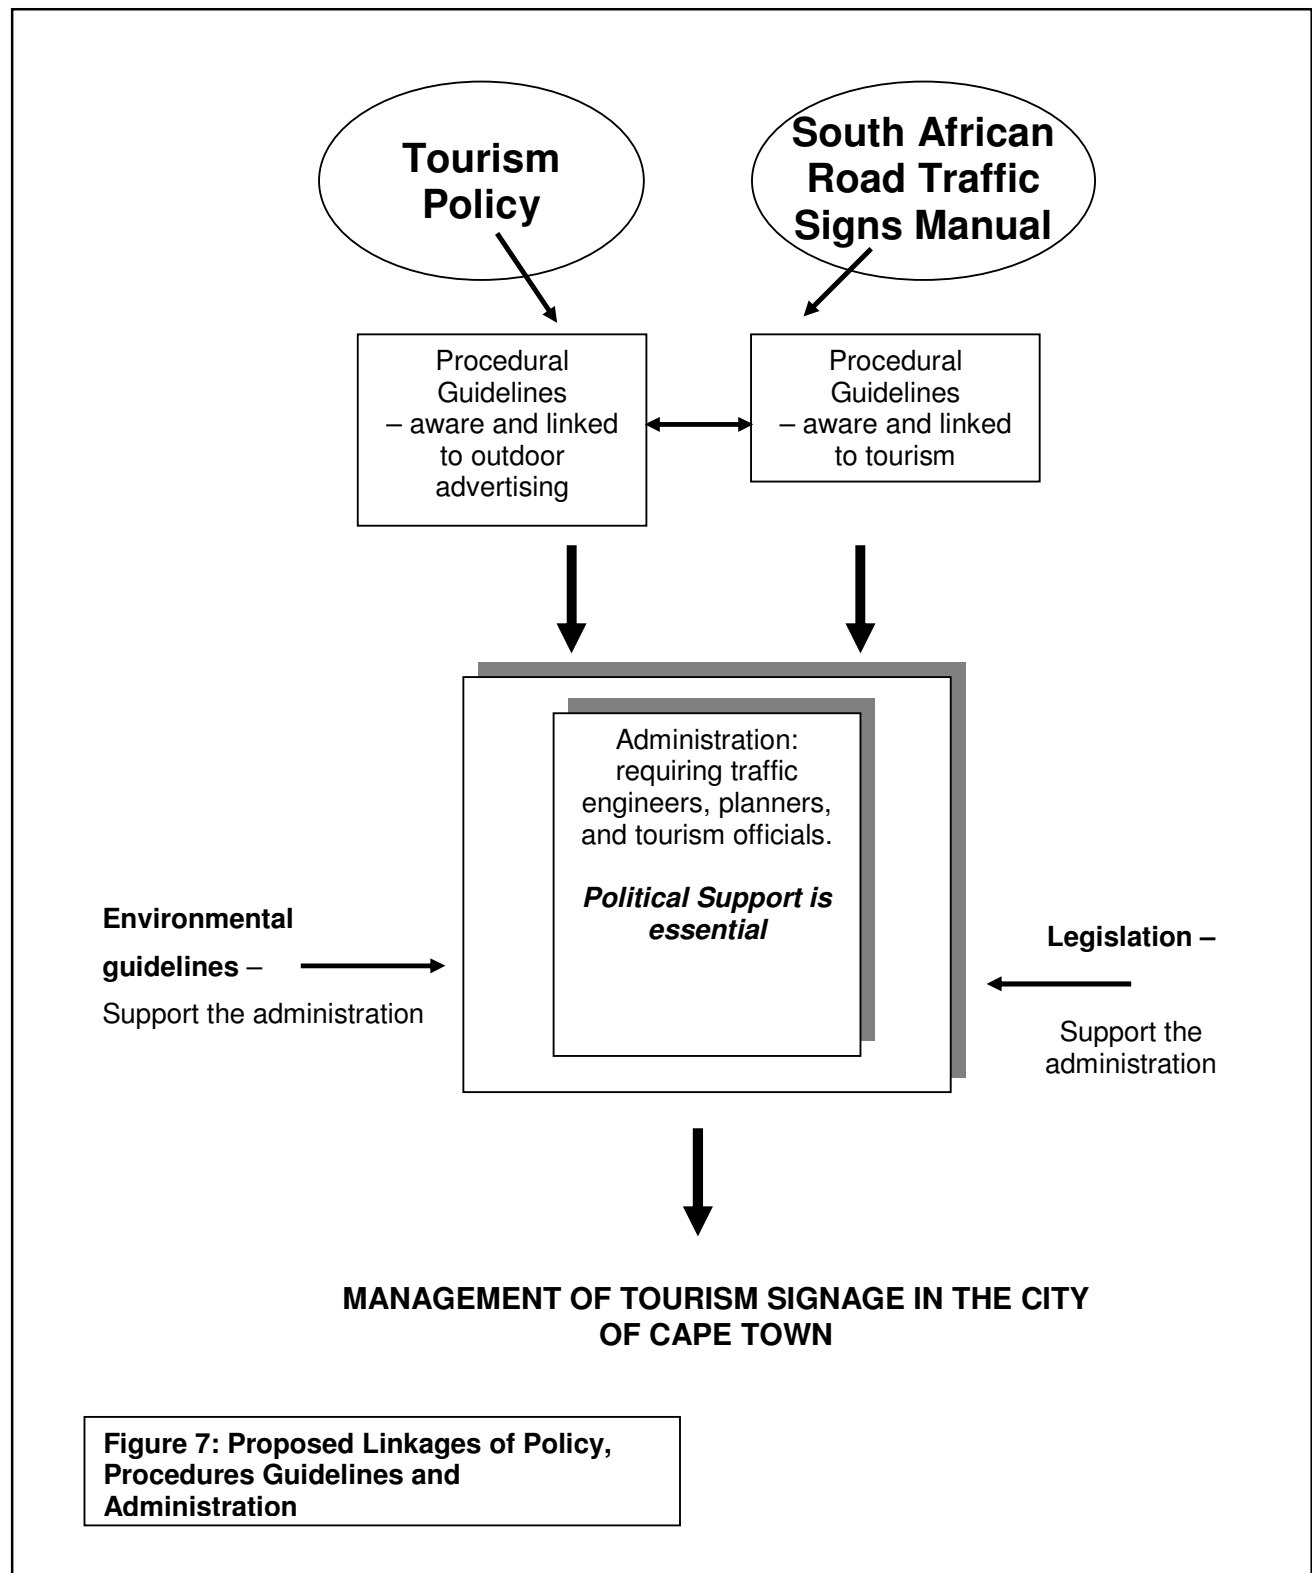 Tourism
Policy
South African
Road Traffic
Signs Manual
Procedural
Guidelines
– aware and linked
to outdoor
advertising
Procedural
Guidelines
– aware and linked
to tourism
Administration:
requiring traffic
engineers, planners,
and tourism officials.
Political Support is
essential
Environmental
guidelines –
Support the administration
Legislation –
Support the
administration
MANAGEMENT OF TOURISM SIGNAGE IN THE CITY
OF CAPE TOWN
Figure 7: Proposed Linkages of Policy,
Procedures Guidelines and
Administration